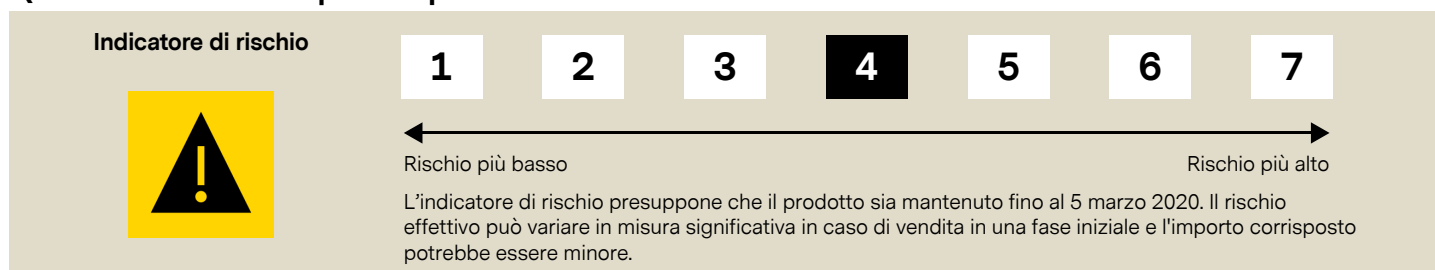 Indicatore di rischio
1 2 3 4 5 6 7
Rischio più basso Rischio più alto
L'indicatore di rischio presuppone che il prodotto sia mantenuto fino al 5 marzo 2020. Il rischio
effettivo può variare in misura significativa in caso di vendita in una fase iniziale e l'importo corrisposto
potrebbe essere minore.